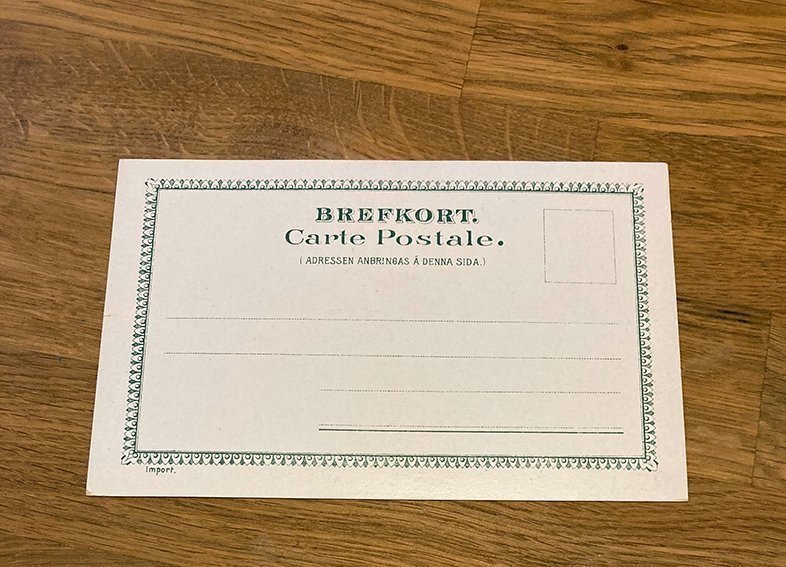 BREFKORT.
Carte Postale.
( ADRESSEN ANBRINGAS Å DENNA SIDA.)
Import.